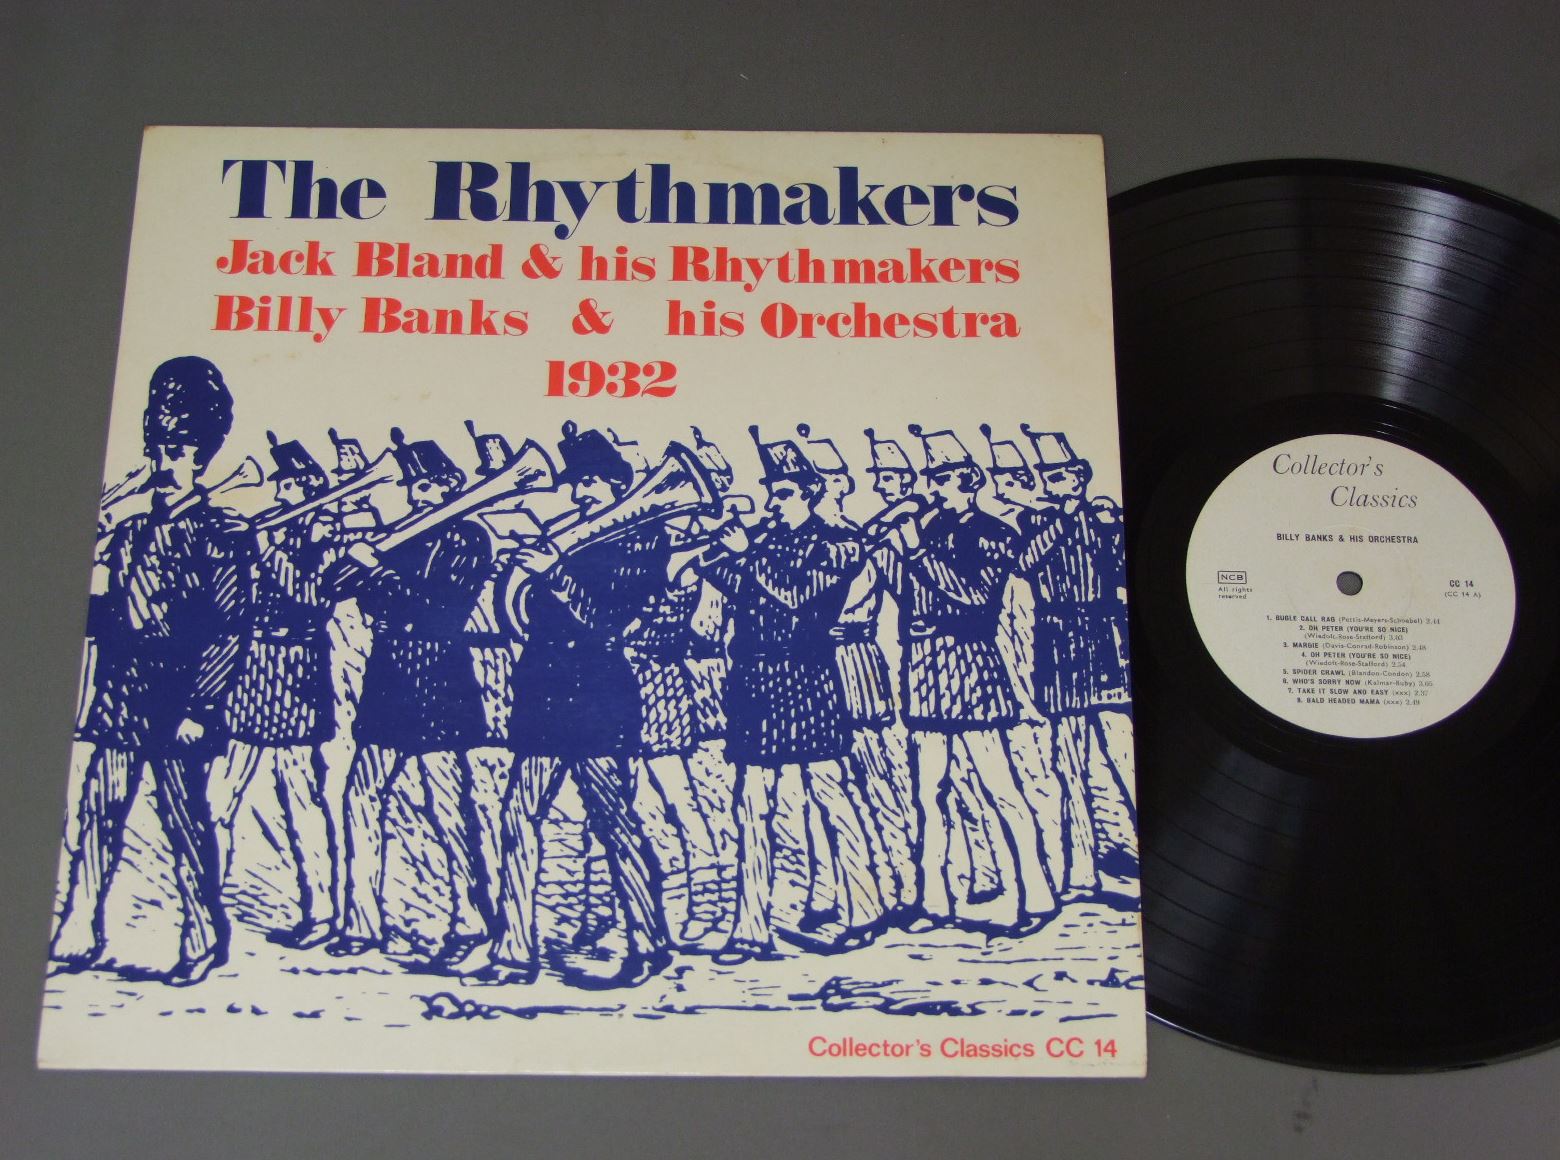 The Rhythmakers
Jack Bland & his Rhythmakers
Billy Banks & his Orchestra
1932
Collector's Classics CC 14
Collector's
Classics
BILLY BANKS & HIS ORCHESTRA
NCB
All rights
reserved
CC 14
(CC 14 A)
1. BUGLE CALL RAG (Pettis-Meyers-Schoebel) 2.44
2. OH PETER (YOU'RE SO NICE)
(Wiedoft-Rose-Stafford) 3.03
3. MARGIE (Davis-Conrad-Robinson) 2.48
4. OH PETER (YOU'RE SO NICE)
(Wiedoft-Rose-Stafford) 2.54
5. SPIDER CRAWL (Blandon-Condon) 2.58
6. WHO'S SORRY NOW (Kalmar-Ruby) 3.05
7. TAKE IT SLOW AND EASY (xxx) 2.37
8. BALD HEADED MAMA (xxx) 2.49